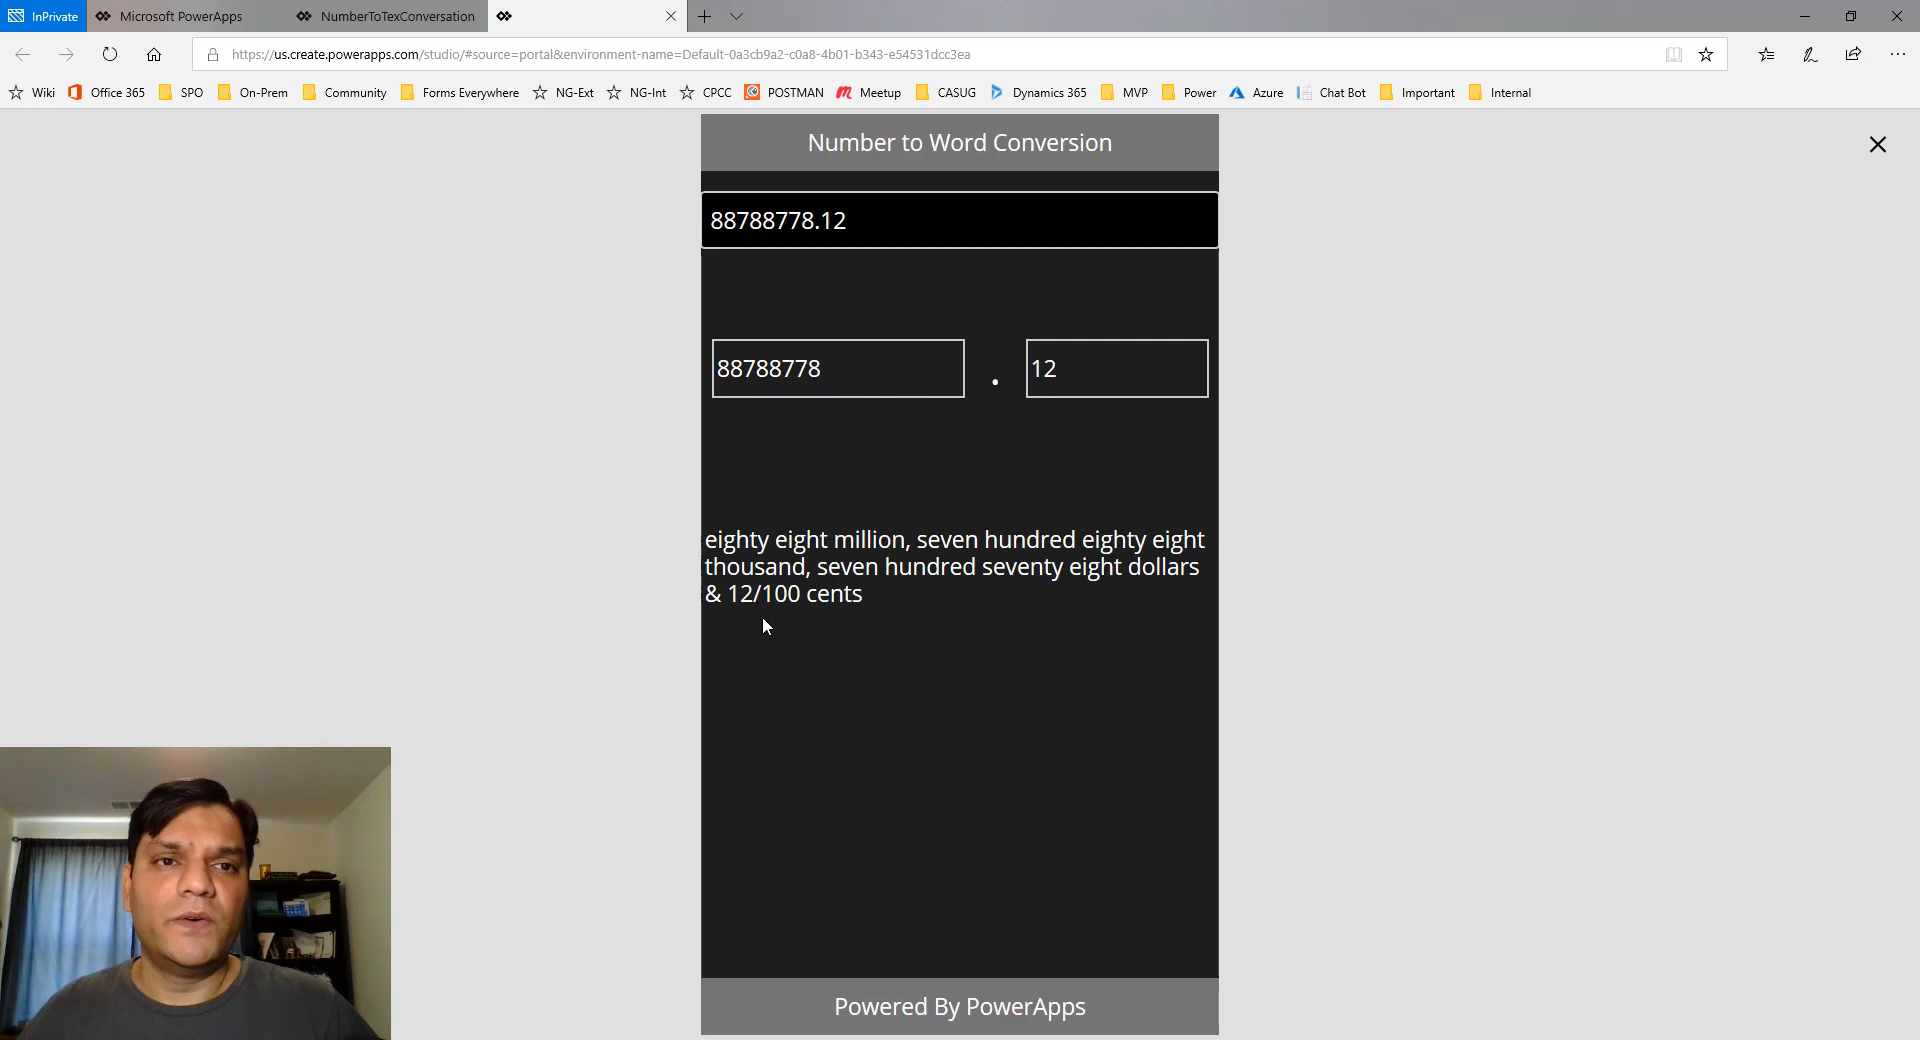 InPrivate
Microsoft PowerApps
NumberToTexConversation
https://us.create.powerapps.com/studio/#source=portal&environment-name=Default-0a3cb9a2-c0a8-4b01-b343-e54531dcc3ea
Wiki
Office 365
SPO
On-Prem
Community
Forms Everywhere
NG-Ext
NG-Int
CPCC
POSTMAN
Meetup
CASUG
Dynamics 365
MVP
Power
Azure
Chat Bot
Important
Internal
Number to Word Conversion
88788778.12
88788778 . 12
eighty eight million, seven hundred eighty eight
thousand, seven hundred seventy eight dollars
& 12/100 cents
Powered By PowerApps